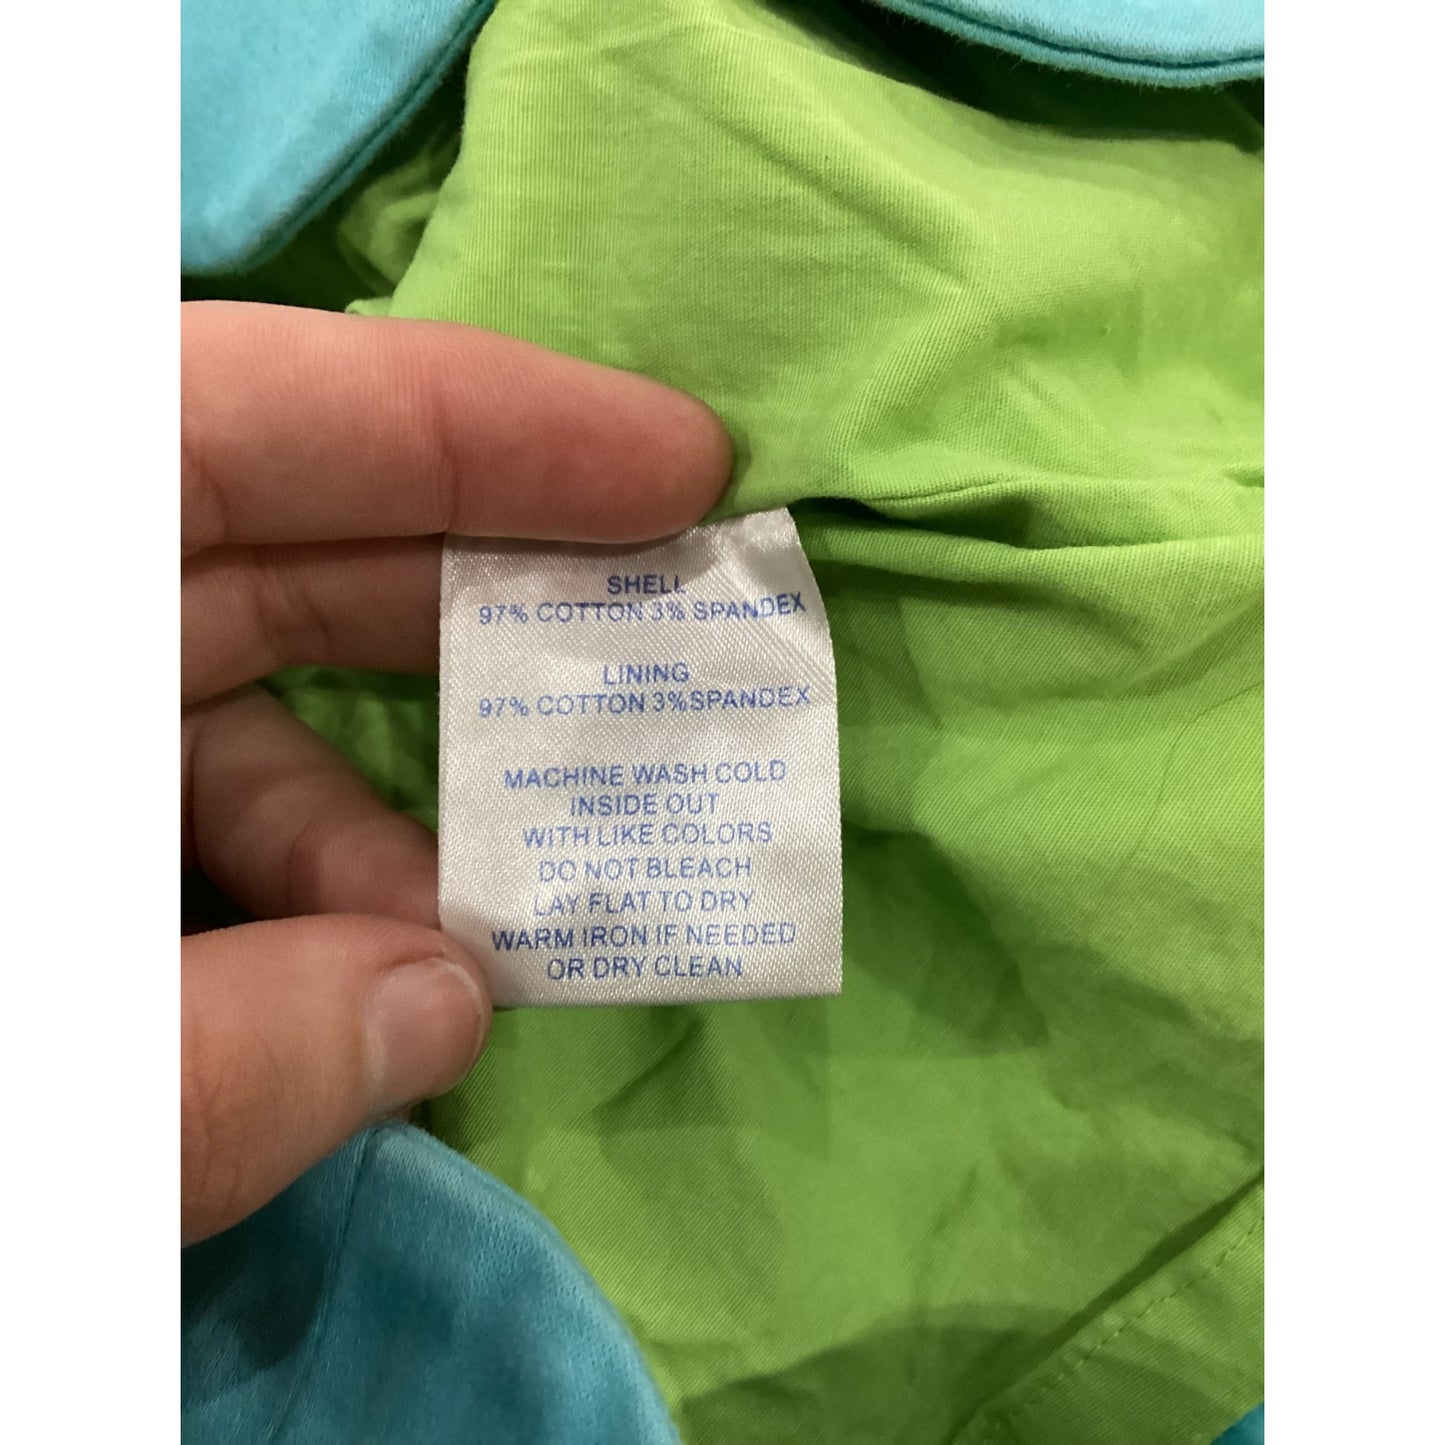 SHELL
97% COTTON 3% SPANDEX
LINING
97% COTTON 3%SPANDEX
MACHINE WASH COLD
INSIDE OUT
WITH LIKE COLORS
DO NOT BLEACH
LAY FLAT TO DRY
WARM IRON IF NEEDED
OR DRY CLEAN